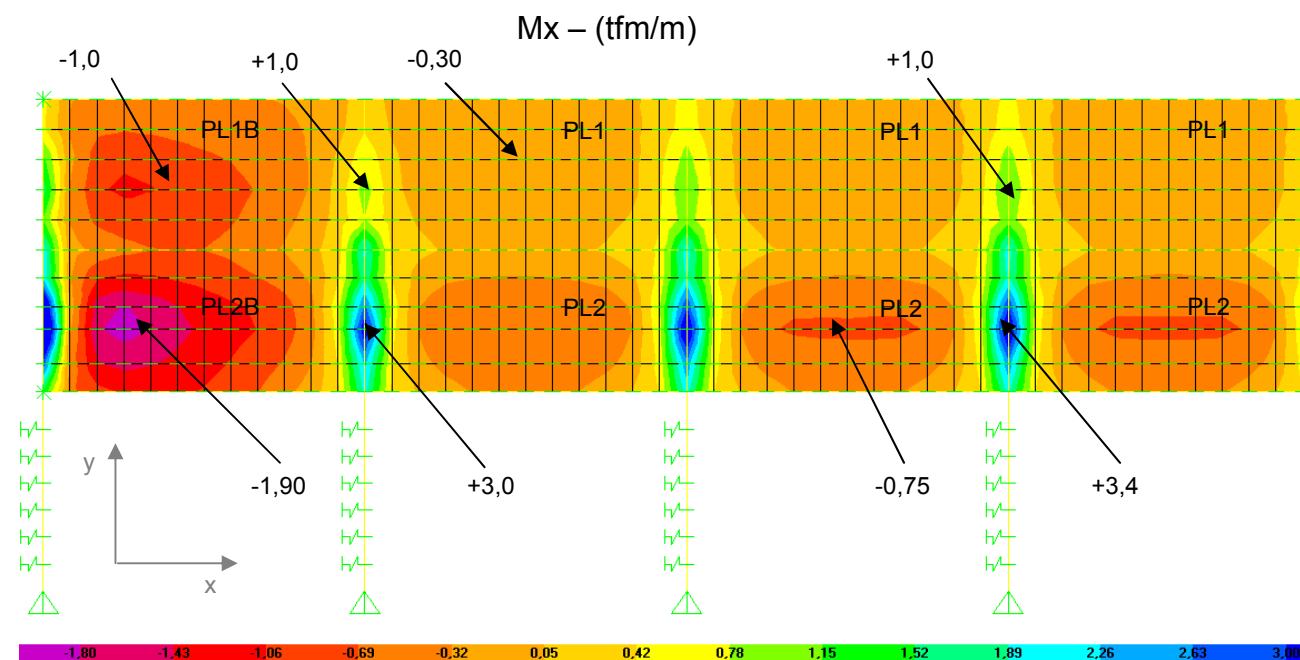 Mx – (tfm/m)
-1,0 +1,0 -0,30 +1,0
PL1B PL1 PL1 PL1
PL2B PL2 PL2 PL2
y
-1,90 +3,0 -0,75 +3,4
x
-1,80 -1,43 -1,06 -0,69 -0,32 0,05 0,42 0,78 1,15 1,52 1,89 2,26 2,63 3,00